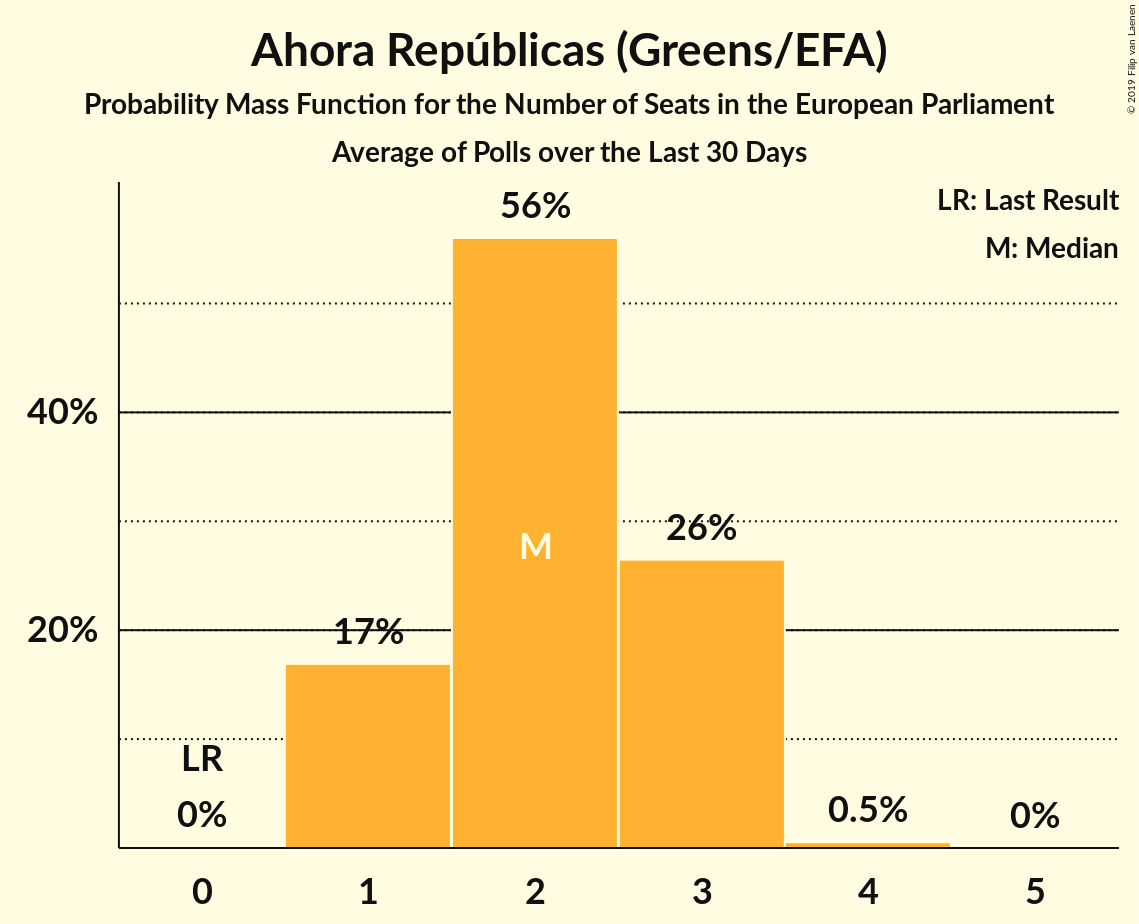 Ahora Repúblicas (Greens/EFA)
Probability Mass Function for the Number of Seats in the European Parliament
Average of Polls over the Last 30 Days
© 2019 Filip van Laenen
LR: Last Result
M: Median
56%
40%
M
26%
20%
17%
LR
0%
0.5%
0%
0 1 2 3 4 5